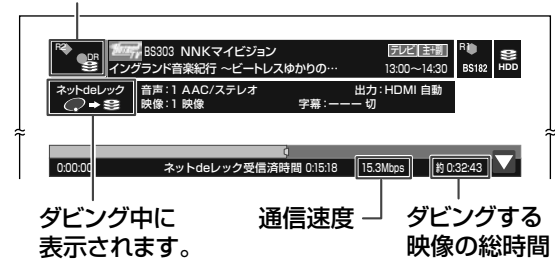 R2 DR BS303 NNKマイビジョン テレビ 主+副 R1 BS182 HDD
イングランド音楽紀行 ～ビートレスゆかりの… 13:00～14:30
ネットdeレック 音声：1 AAC/ステレオ 出力：HDMI 自動
映像：1 映像 字幕：ーーー 切
0:00:00 ネットdeレック受信済時間 0:15:18 15.3Mbps 約 0:32:43
ダビング中に
表示されます。
通信速度
ダビングする
映像の総時間